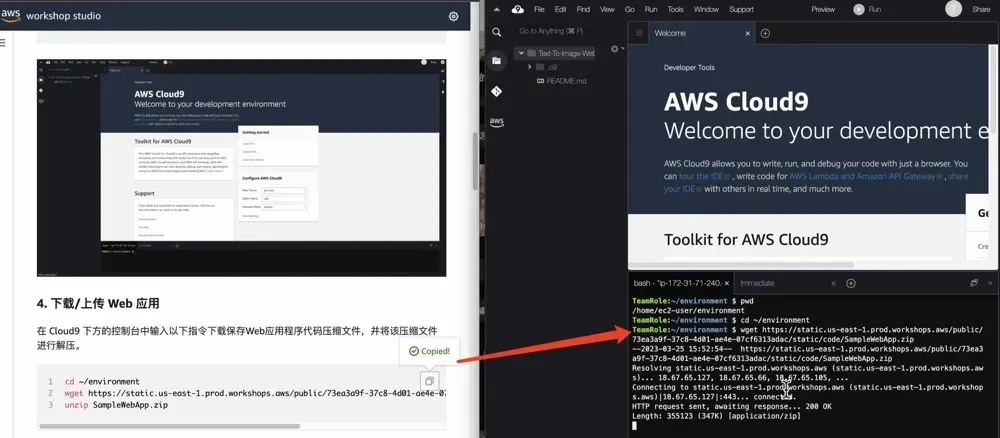 aws workshop studio
AWS Cloud9
Welcome to your development environment
Getting started
Toolkit for AWS Cloud9
Configure AWS Cloud9
Support
4. 下载/上传 Web 应用
在 Cloud9 下方的控制台中输入以下指令下载保存Web应用程序代码压缩文件，并将该压缩文件
进行解压。
Copied!
1 cd ~/environment
2 wget https://static.us-east-1.prod.workshops.aws/public/73ea3a9f-37c8-4d01-ae4e-07
3 unzip SampleWebApp.zip
File Edit Find View Go Run Tools Window Support Preview Run Share
Go to Anything (⌘ P)
Text-To-Image-Web
.c9
README.md
aws
Welcome
Developer Tools
AWS Cloud9
Welcome to your development e
AWS Cloud9 allows you to write, run, and debug your code with just a browser. You
can tour the IDE, write code for AWS Lambda and Amazon API Gateway, share
your IDE with others in real time, and much more.
Ge
Toolkit for AWS Cloud9
Cre
bash - "ip-172-31-71-240. Immediate
TeamRole:~/environment $ pwd
/home/ec2-user/environment
TeamRole:~/environment $ cd ~/environment
TeamRole:~/environment $ wget https://static.us-east-1.prod.workshops.aws/public/
73ea3a9f-37c8-4d01-ae4e-07cf6313adac/static/code/SampleWebApp.zip
--2023-03-25 15:52:54-- https://static.us-east-1.prod.workshops.aws/public/73ea3
a9f-37c8-4d01-ae4e-07cf6313adac/static/code/SampleWebApp.zip
Resolving static.us-east-1.prod.workshops.aws (static.us-east-1.prod.workshops.aw
s)... 18.67.65.127, 18.67.65.66, 18.67.65.105, ...
Connecting to static.us-east-1.prod.workshops.aws (static.us-east-1.prod.workshop
s.aws)|18.67.65.127|:443... connected.
HTTP request sent, awaiting response... 200 OK
Length: 355123 (347K) [application/zip]